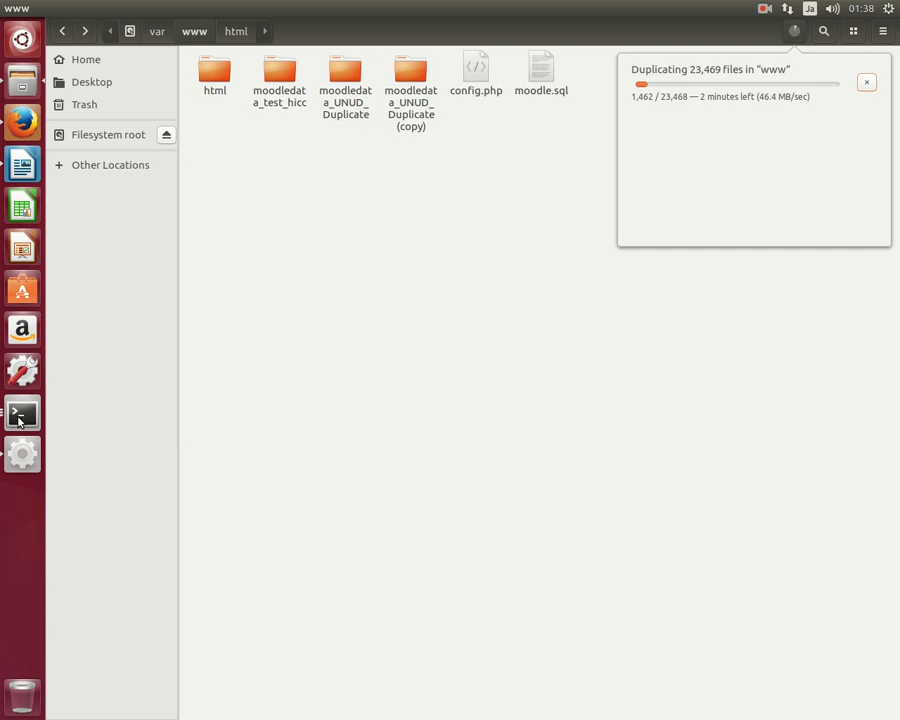 www
Ja
01:38
var
www
html
Home
Desktop
Trash
Filesystem root
Other Locations
html
moodledat
a_test_hicc
moodledat
a_UNUD_
Duplicate
moodledat
a_UNUD_
Duplicate
(copy)
config.php
moodle.sql
Duplicating 23,469 files in “www”
1,462 / 23,468 — 2 minutes left (46.4 MB/sec)